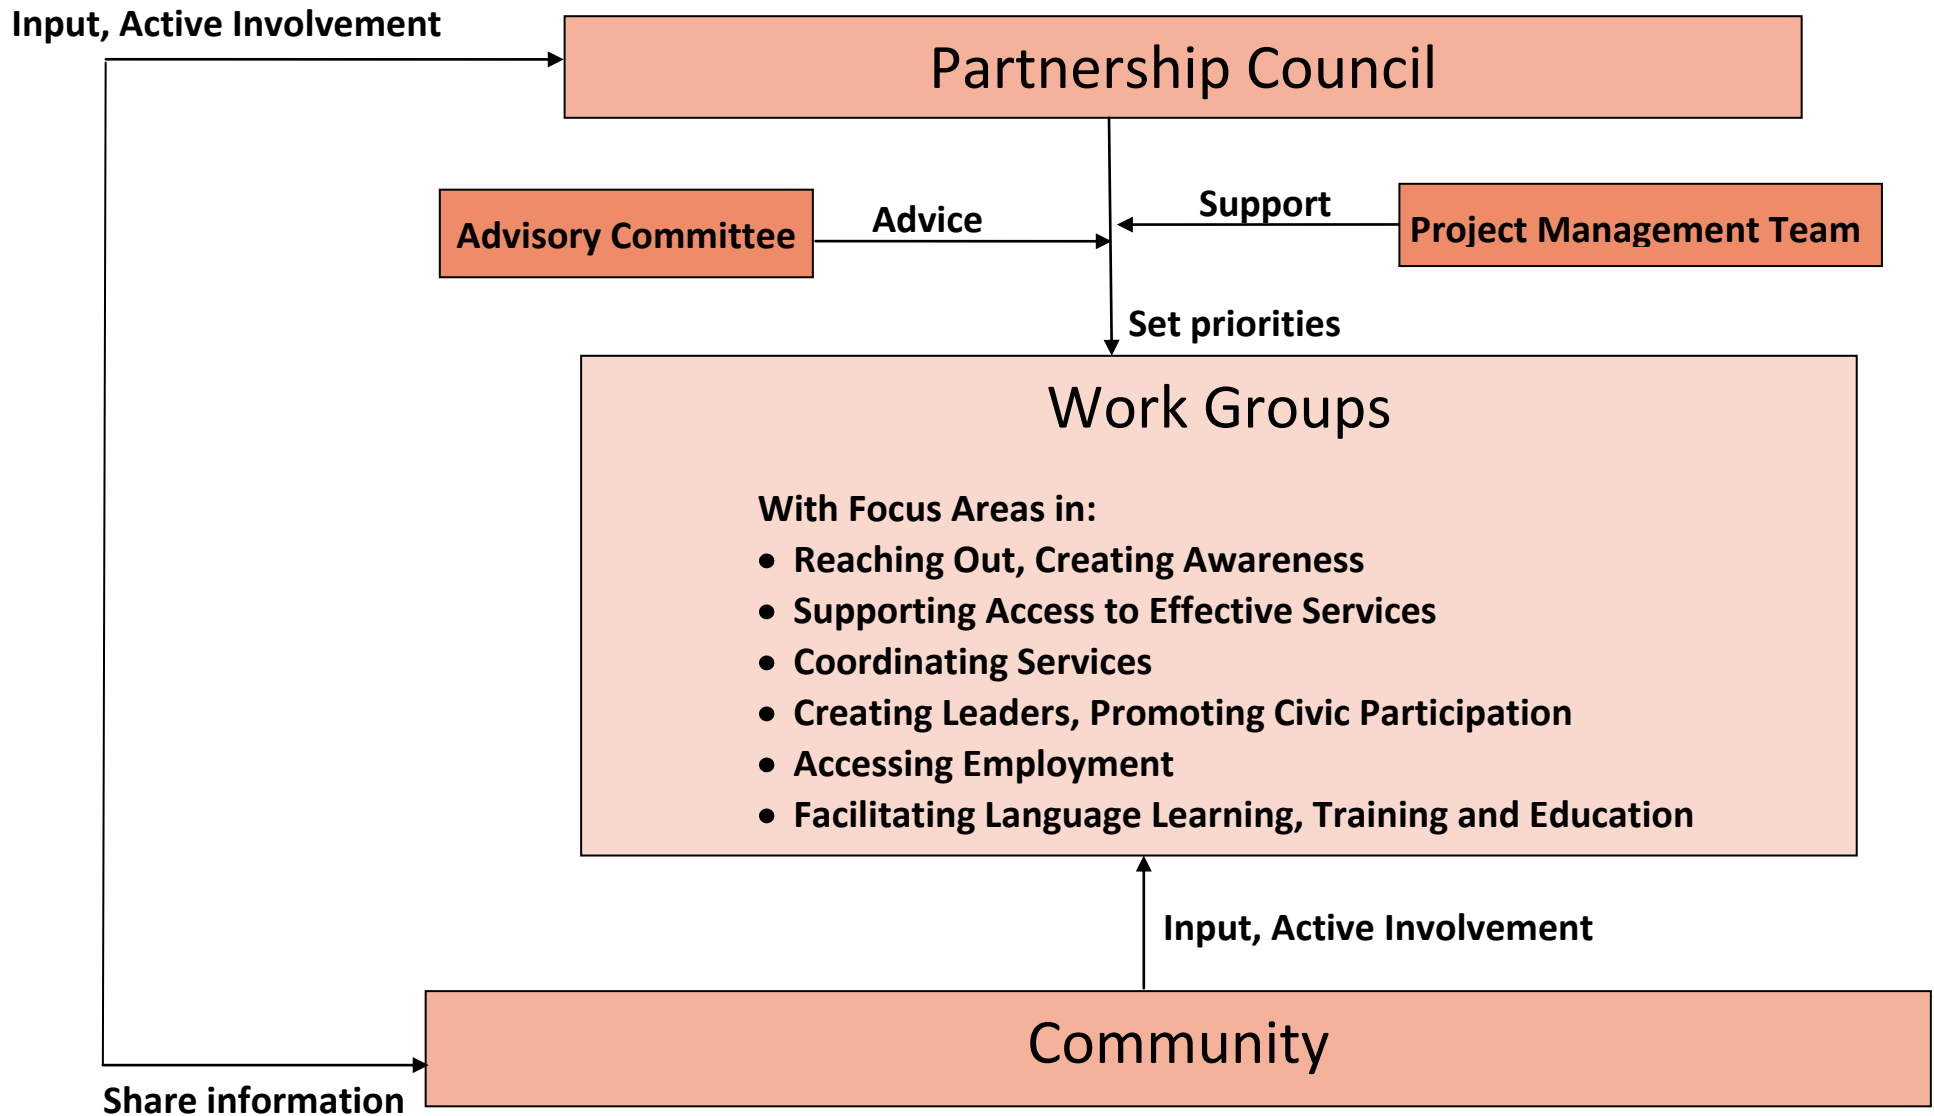 Input, Active Involvement
Partnership Council
Advisory Committee
Advice
Support
Project Management Team
Set priorities
Work Groups
With Focus Areas in:
• Reaching Out, Creating Awareness
• Supporting Access to Effective Services
• Coordinating Services
• Creating Leaders, Promoting Civic Participation
• Accessing Employment
• Facilitating Language Learning, Training and Education
Input, Active Involvement
Community
Share information